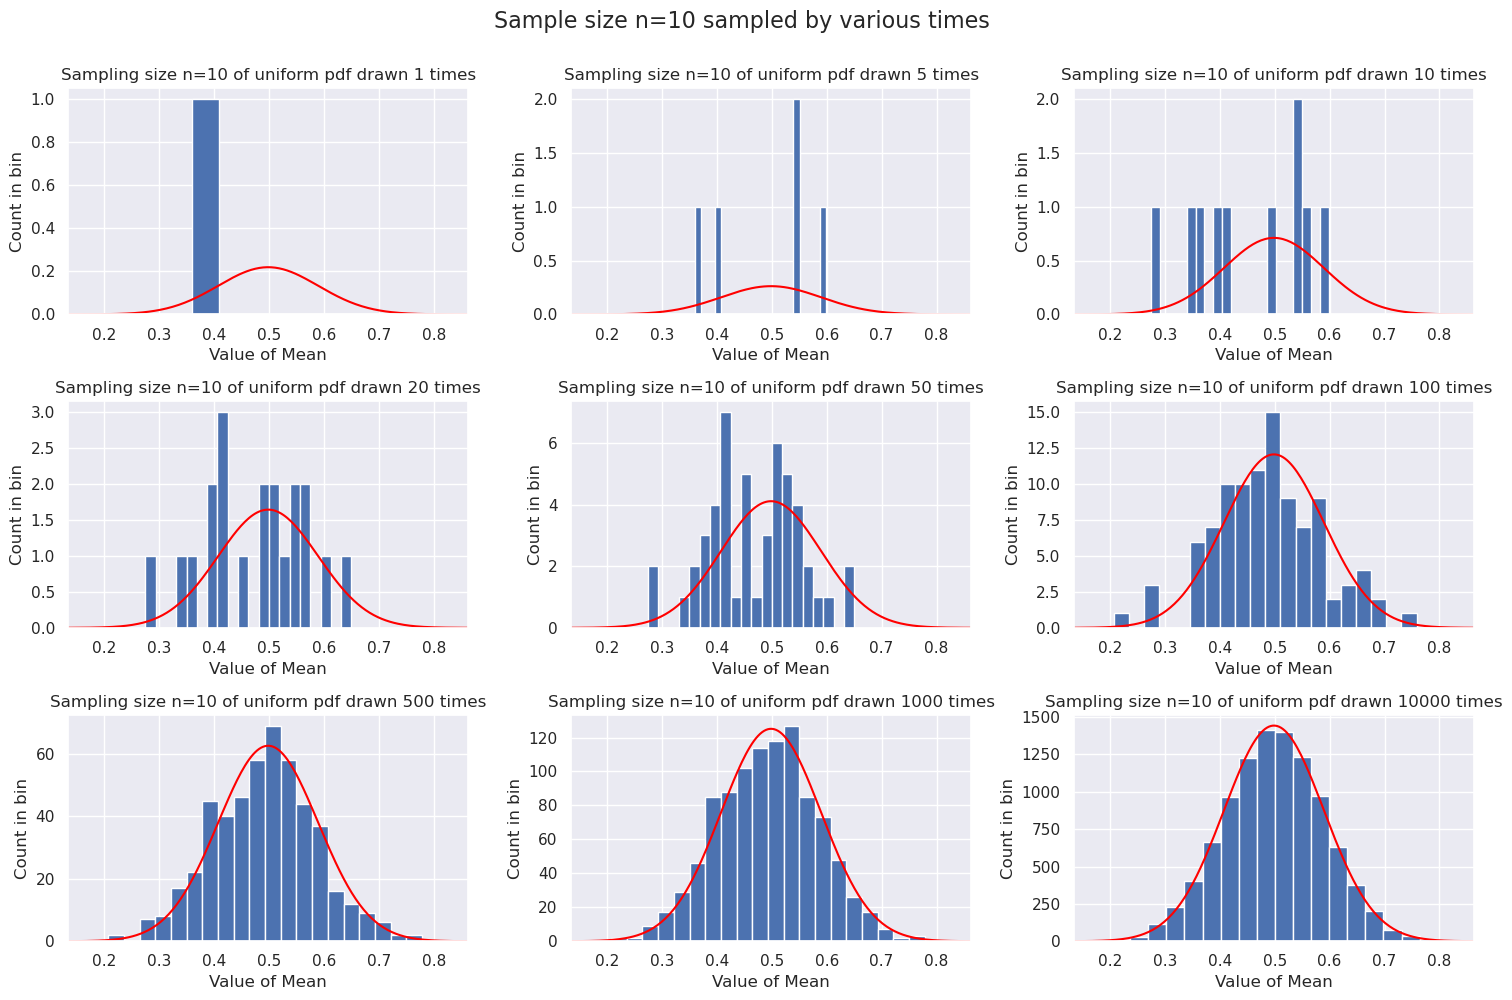 Sample size n=10 sampled by various times
Sampling size n=10 of uniform pdf drawn 1 times
Count in bin
1.0
0.8
0.6
0.4
0.2
0.0
0.2 0.3 0.4 0.5 0.6 0.7 0.8
Value of Mean
Sampling size n=10 of uniform pdf drawn 5 times
Count in bin
2.0
1.5
1.0
0.5
0.0
0.2 0.3 0.4 0.5 0.6 0.7 0.8
Value of Mean
Sampling size n=10 of uniform pdf drawn 10 times
Count in bin
2.0
1.5
1.0
0.5
0.0
0.2 0.3 0.4 0.5 0.6 0.7 0.8
Value of Mean
Sampling size n=10 of uniform pdf drawn 20 times
Count in bin
3.0
2.5
2.0
1.5
1.0
0.5
0.0
0.2 0.3 0.4 0.5 0.6 0.7 0.8
Value of Mean
Sampling size n=10 of uniform pdf drawn 50 times
Count in bin
6
4
2
0
0.2 0.3 0.4 0.5 0.6 0.7 0.8
Value of Mean
Sampling size n=10 of uniform pdf drawn 100 times
Count in bin
15.0
12.5
10.0
7.5
5.0
2.5
0.0
0.2 0.3 0.4 0.5 0.6 0.7 0.8
Value of Mean
Sampling size n=10 of uniform pdf drawn 500 times
Count in bin
60
40
20
0
0.2 0.3 0.4 0.5 0.6 0.7 0.8
Value of Mean
Sampling size n=10 of uniform pdf drawn 1000 times
Count in bin
120
100
80
60
40
20
0
0.2 0.3 0.4 0.5 0.6 0.7 0.8
Value of Mean
Sampling size n=10 of uniform pdf drawn 10000 times
Count in bin
1500
1250
1000
750
500
250
0
0.2 0.3 0.4 0.5 0.6 0.7 0.8
Value of Mean